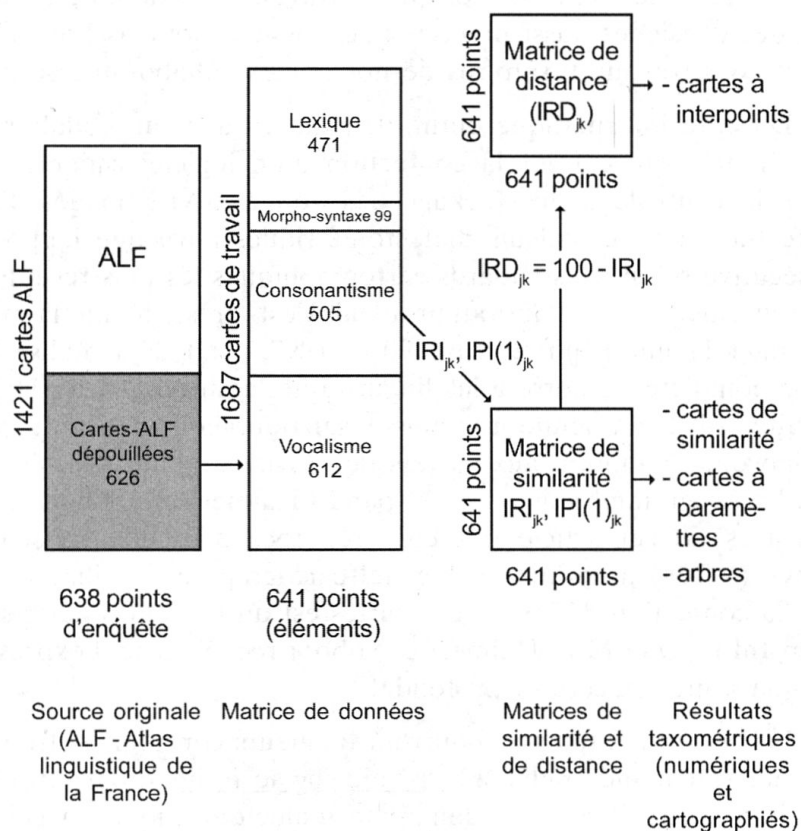 1421 cartes ALF
ALF
Cartes-ALF
dépouillées
626
638 points
d'enquête
1687 cartes de travail
Lexique
471
Morpho-syntaxe 99
Consonantisme
505
Vocalisme
612
641 points
(éléments)
IRI_jk, IPI(1)_jk
641 points
Matrice de
distance
(IRD_jk)
641 points
- cartes à
interpoints
IRD_jk = 100 - IRI_jk
641 points
Matrice de
similarité
IRI_jk, IPI(1)_jk
641 points
- cartes de
similarité
- cartes à
paramè-
tres
- arbres
Source originale
(ALF - Atlas
linguistique de
la France)
Matrice de données
Matrices de
similarité et
de distance
Résultats
taxométriques
(numériques
et
cartographiés)